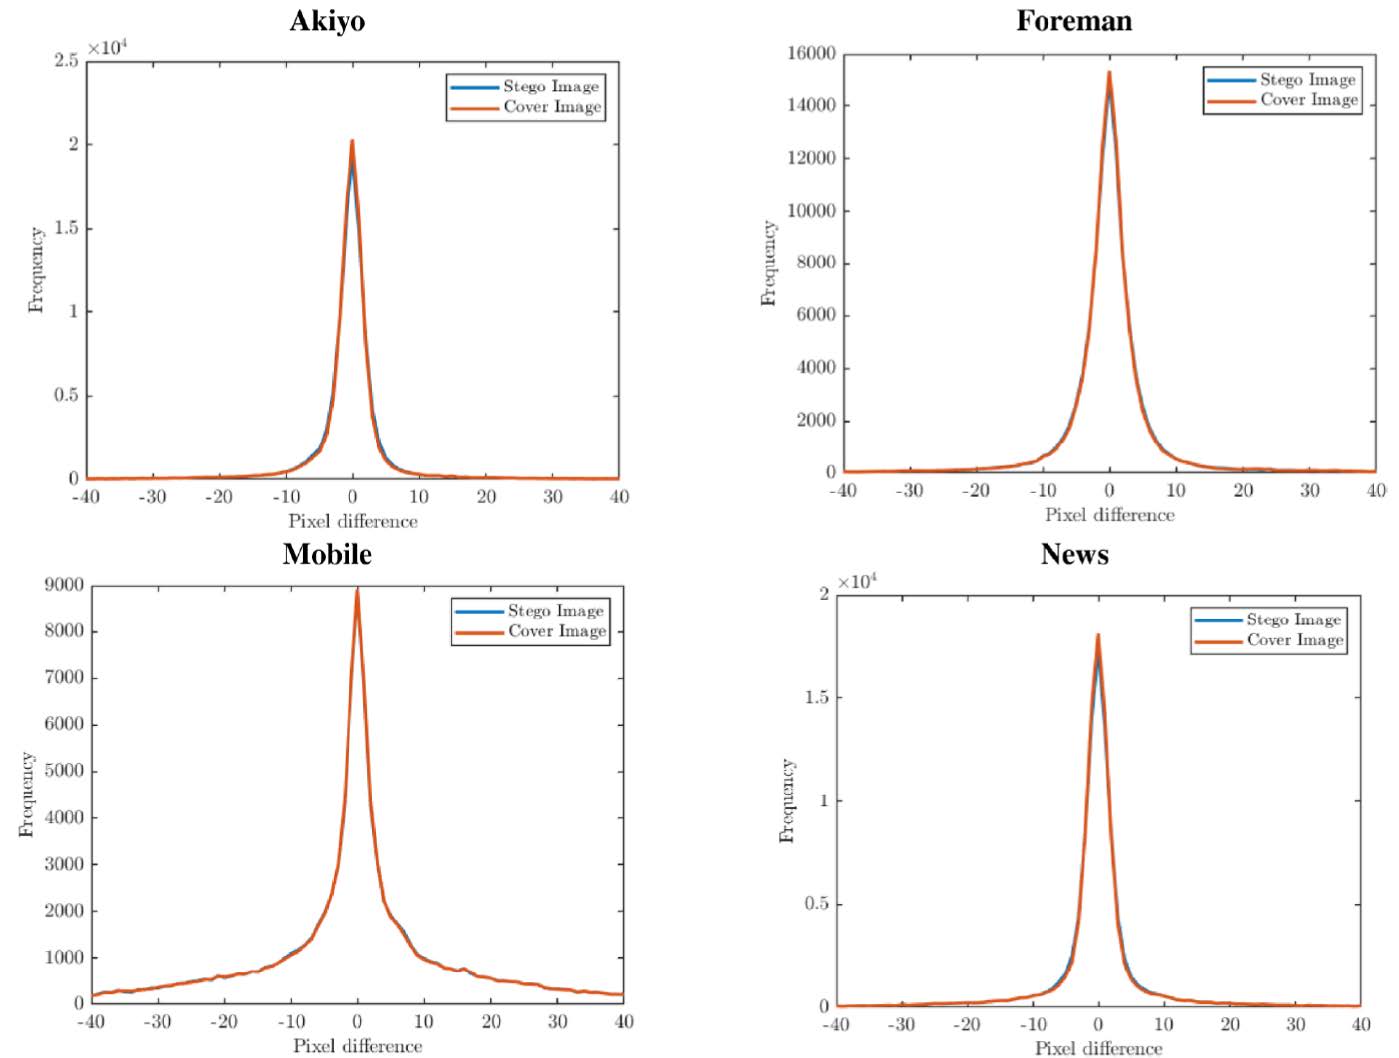 Akiyo
×10⁴
2.5
2
1.5
1
0.5
0
Frequency
-40 -30 -20 -10 0 10 20 30 40
Pixel difference
Stego Image
Cover Image
Foreman
16000
14000
12000
10000
8000
6000
4000
2000
0
Frequency
-40 -30 -20 -10 0 10 20 30 40
Pixel difference
Stego Image
Cover Image
Mobile
9000
8000
7000
6000
5000
4000
3000
2000
1000
0
Frequency
-40 -30 -20 -10 0 10 20 30 40
Pixel difference
Stego Image
Cover Image
News
×10⁴
2
1.5
1
0.5
0
Frequency
-40 -30 -20 -10 0 10 20 30 40
Pixel difference
Stego Image
Cover Image